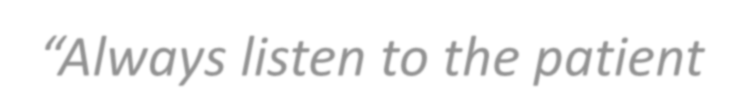 “Always listen to the patient